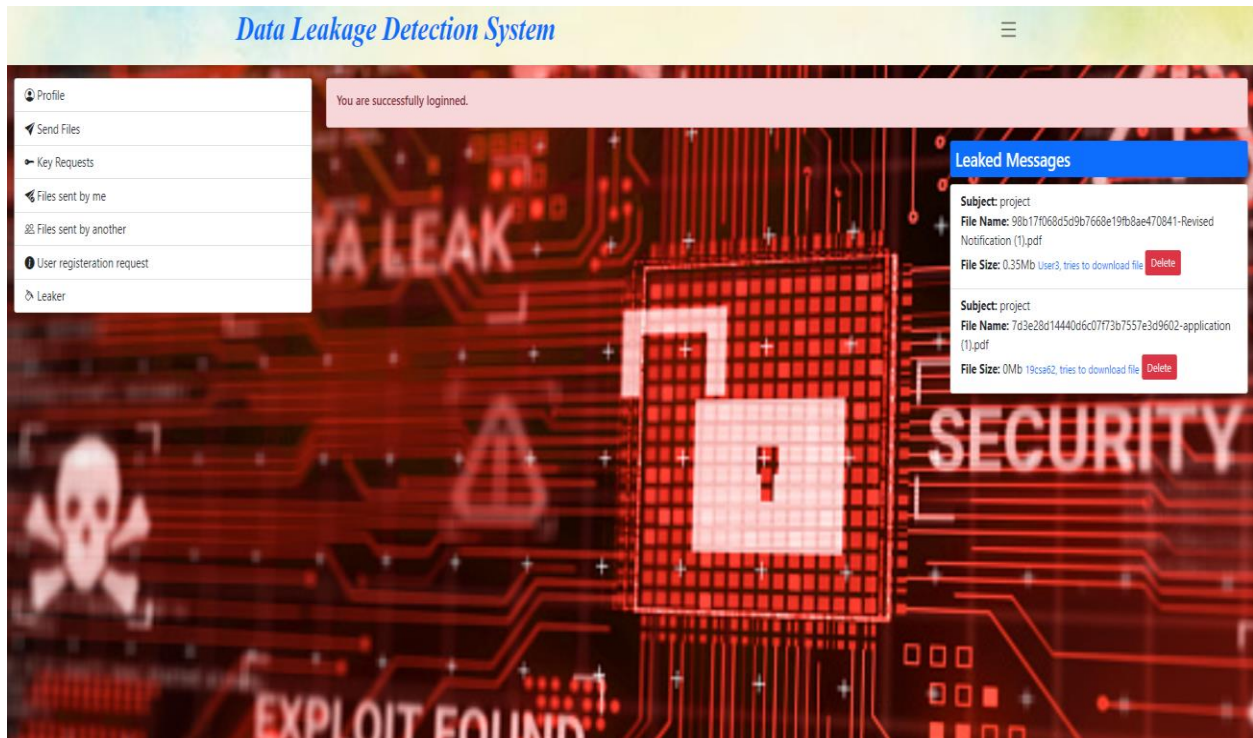 Data Leakage Detection System
☰
Profile
Send Files
Key Requests
Files sent by me
Files sent by another
User registeration request
Leaker
You are successfully loginned.
Leaked Messages
Subject: project
File Name: 98b17f068d5d9b7668e19fb8ae470841-Revised
Notification (1).pdf
File Size: 0.35Mb User3, tries to download file Delete
Subject: project
File Name: 7d3e28d14440d6c07f73b7557e3d9602-application
(1).pdf
File Size: 0Mb 19csa62, tries to download file Delete
TA LEAK
SECURITY
EXPLOIT FOUND